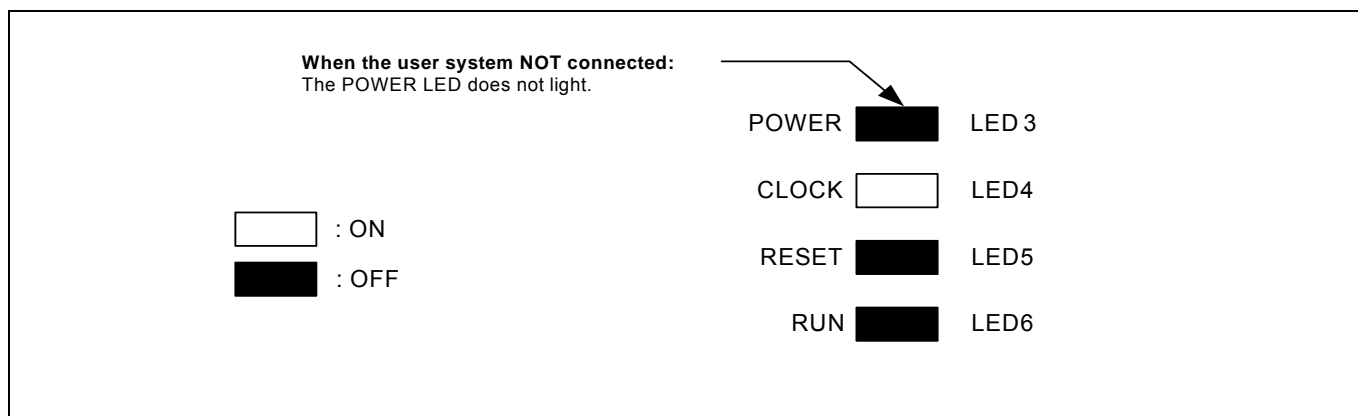 When the user system NOT connected:
The POWER LED does not light.
POWER LED 3
CLOCK LED4
: ON
RESET LED5
: OFF
RUN LED6